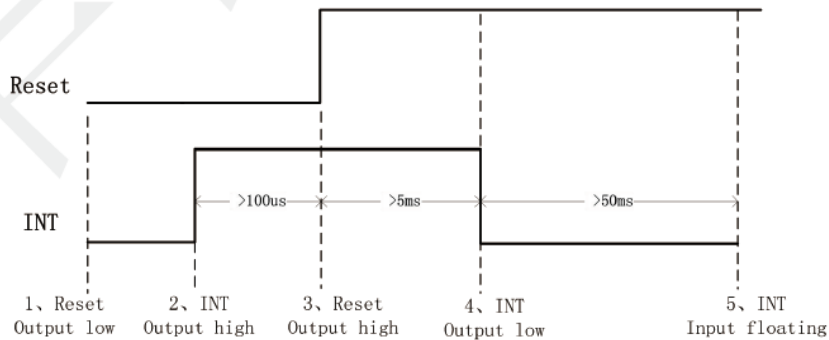 Reset
>100us
>5ms
>50ms
INT
1、Reset
Output low
2、INT
Output high
3、Reset
Output high
4、INT
Output low
5、INT
Input floating